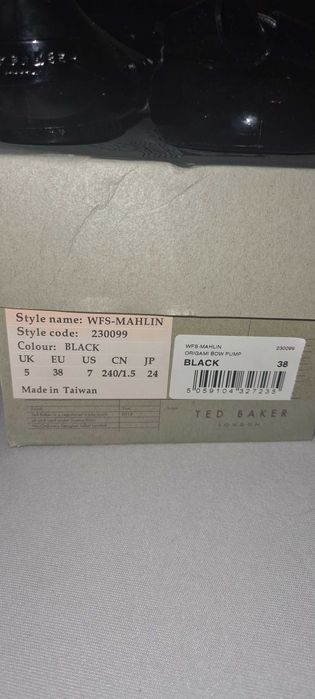 Style name: WFS-MAHLIN
Style code: 230099
Colour: BLACK
UK EU US CN JP
5 38 7 240/1.5 24
Made in Taiwan
WFS-MAHLIN 230099
ORIGAMI BOW PUMP
BLACK 38
5 059104 327235
TED BAKER
LONDON